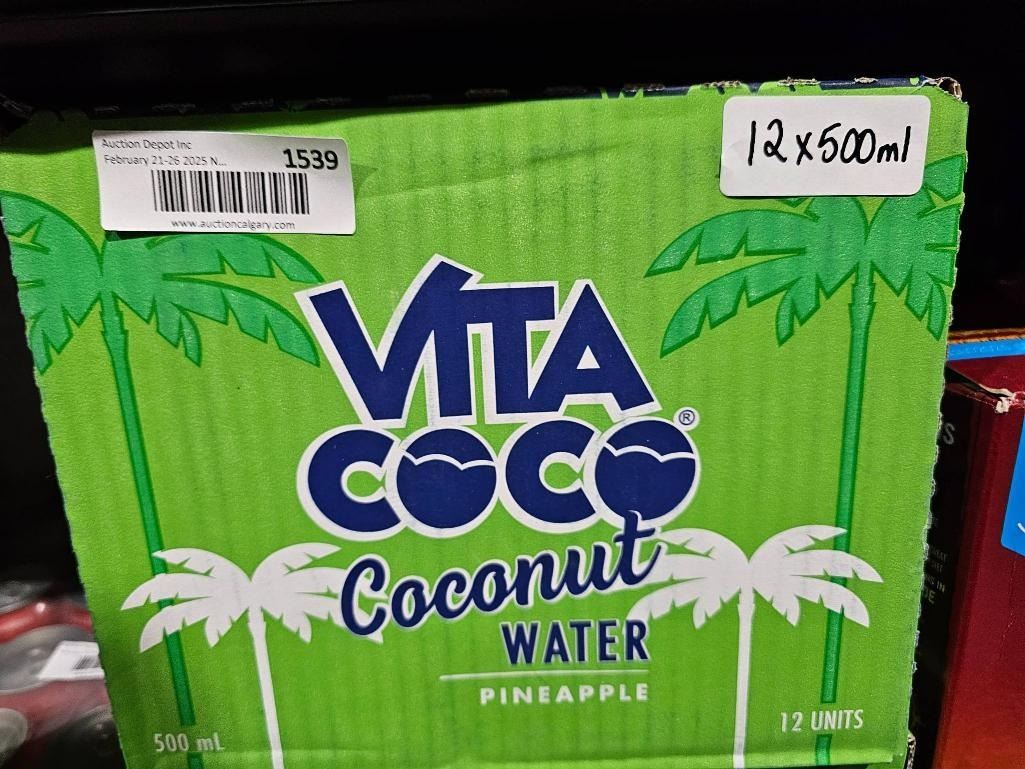 Auction Depot Inc
February 21-26 2025 N...
1539
www.auctioncalgary.com
12x500ml
VITA
COCO®
Coconut
WATER
PINEAPPLE
500 mL
12 UNITS